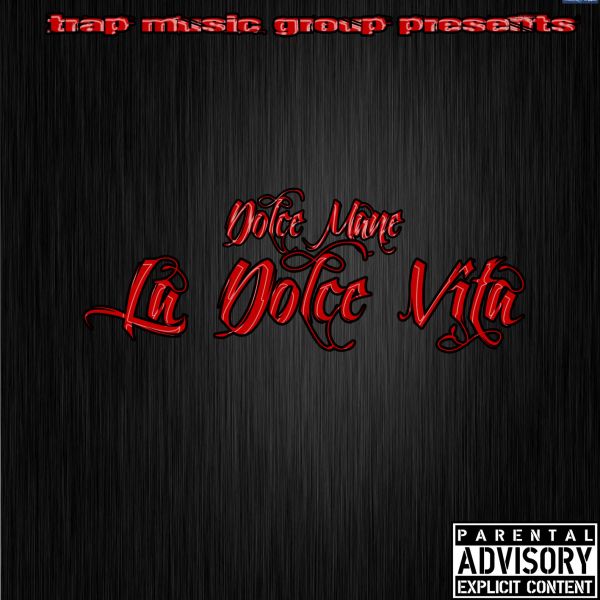 trap music group presents
Dolce Mane
La Dolce Vita
PARENTAL
ADVISORY
EXPLICIT CONTENT